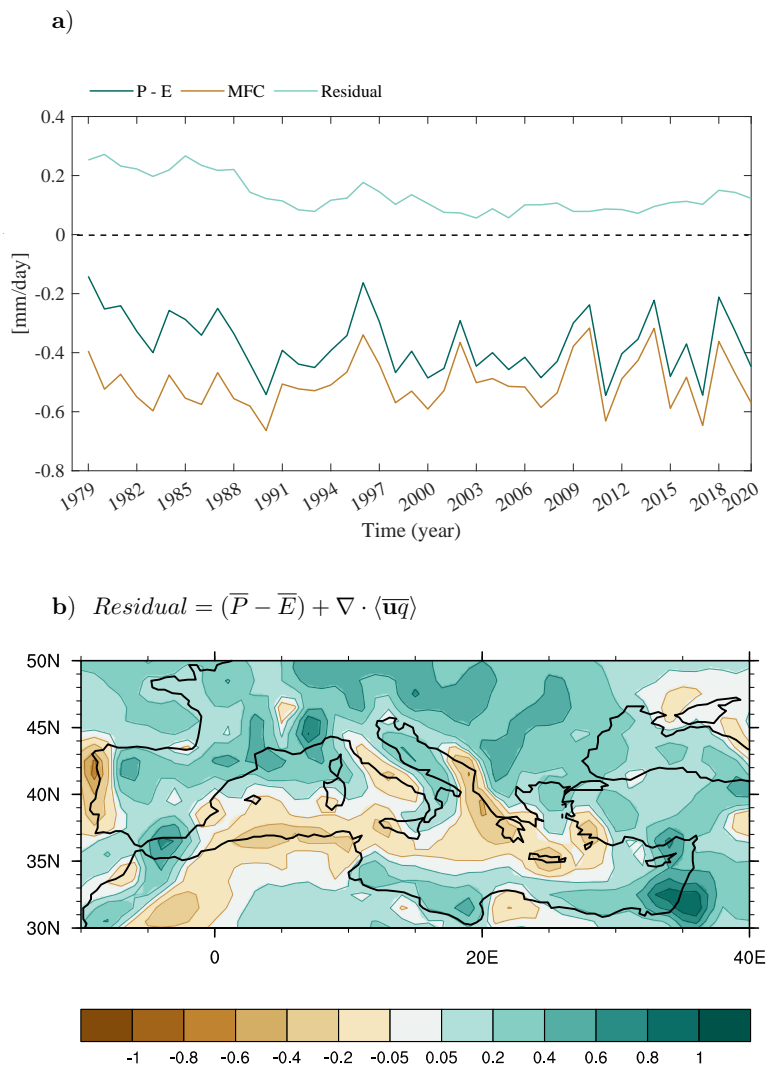 a)
P - E MFC Residual
0.4
0.2
0
-0.2
-0.4
-0.6
-0.8
[mm/day]
1979 1982 1985 1988 1991 1994 1997 2000 2003 2006 2009 2012 2015 2018 2020
Time (year)
b) Residual = (P̅ − E̅) + ∇ · ⟨u̅q̅⟩
50N
45N
40N
35N
30N
0 20E 40E
-1 -0.8 -0.6 -0.4 -0.2 -0.05 0.05 0.2 0.4 0.6 0.8 1